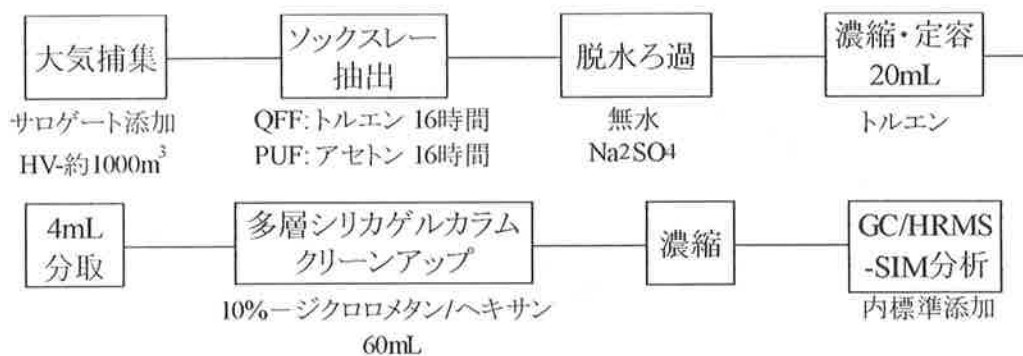 大気捕集
サロゲート添加
HV-約1000m³
ソックスレー
抽出
QFF:トルエン 16時間
PUF:アセトン 16時間
脱水ろ過
無水
Na2SO4
濃縮・定容
20mL
トルエン
4mL
分取
多層シリカゲルカラム
クリーンアップ
10%-ジクロロメタン/ヘキサン
60mL
濃縮
GC/HRMS
-SIM分析
内標準添加